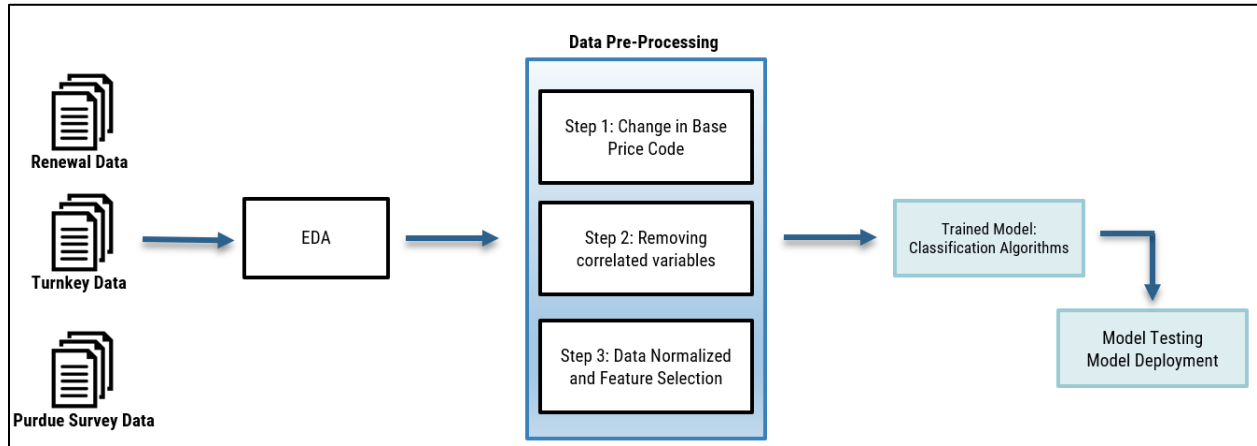 Data Pre-Processing
Renewal Data
Turnkey Data
Purdue Survey Data
EDA
Step 1: Change in Base
Price Code
Step 2: Removing
correlated variables
Step 3: Data Normalized
and Feature Selection
Trained Model:
Classification Algorithms
Model Testing
Model Deployment